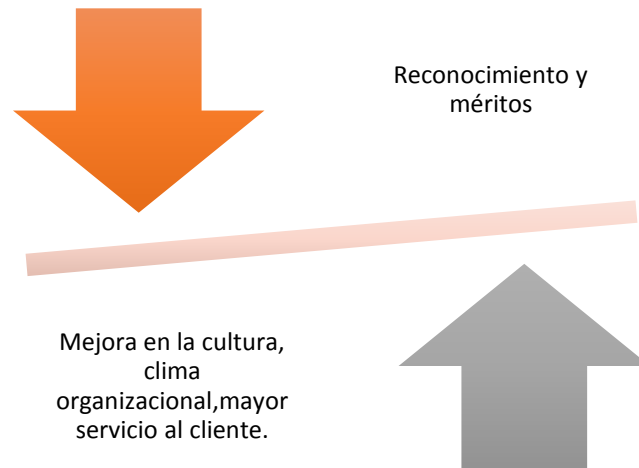 Reconocimiento y
méritos
Mejora en la cultura,
clima
organizacional,mayor
servicio al cliente.